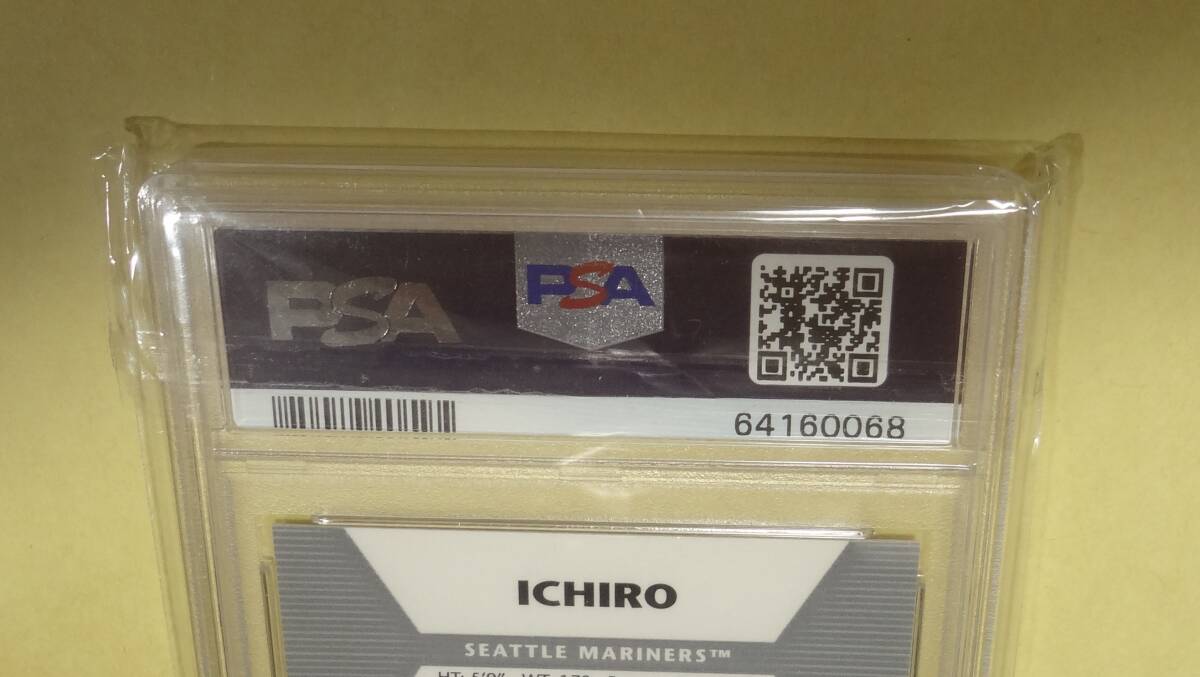 PSA
PSA
64160068
ICHIRO
SEATTLE MARINERS™